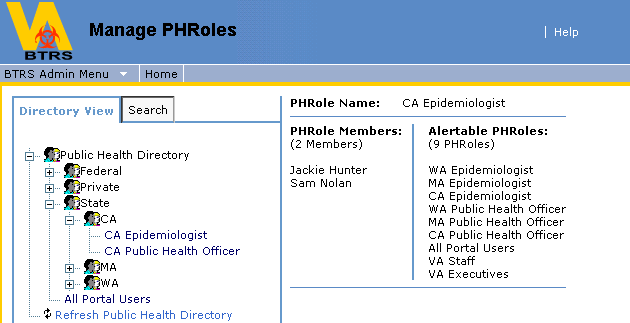 VA
BTRS
Manage PHRoles
| Help
BTRS Admin Menu
Home
Directory View
Search
Public Health Directory
Federal
Private
State
CA
CA Epidemiologist
CA Public Health Officer
MA
WA
All Portal Users
Refresh Public Health Directory
PHRole Name: CA Epidemiologist
PHRole Members:
(2 Members)
Jackie Hunter
Sam Nolan
Alertable PHRoles:
(9 PHRoles)
WA Epidemiologist
MA Epidemiologist
CA Epidemiologist
WA Public Health Officer
MA Public Health Officer
CA Public Health Officer
All Portal Users
VA Staff
VA Executives